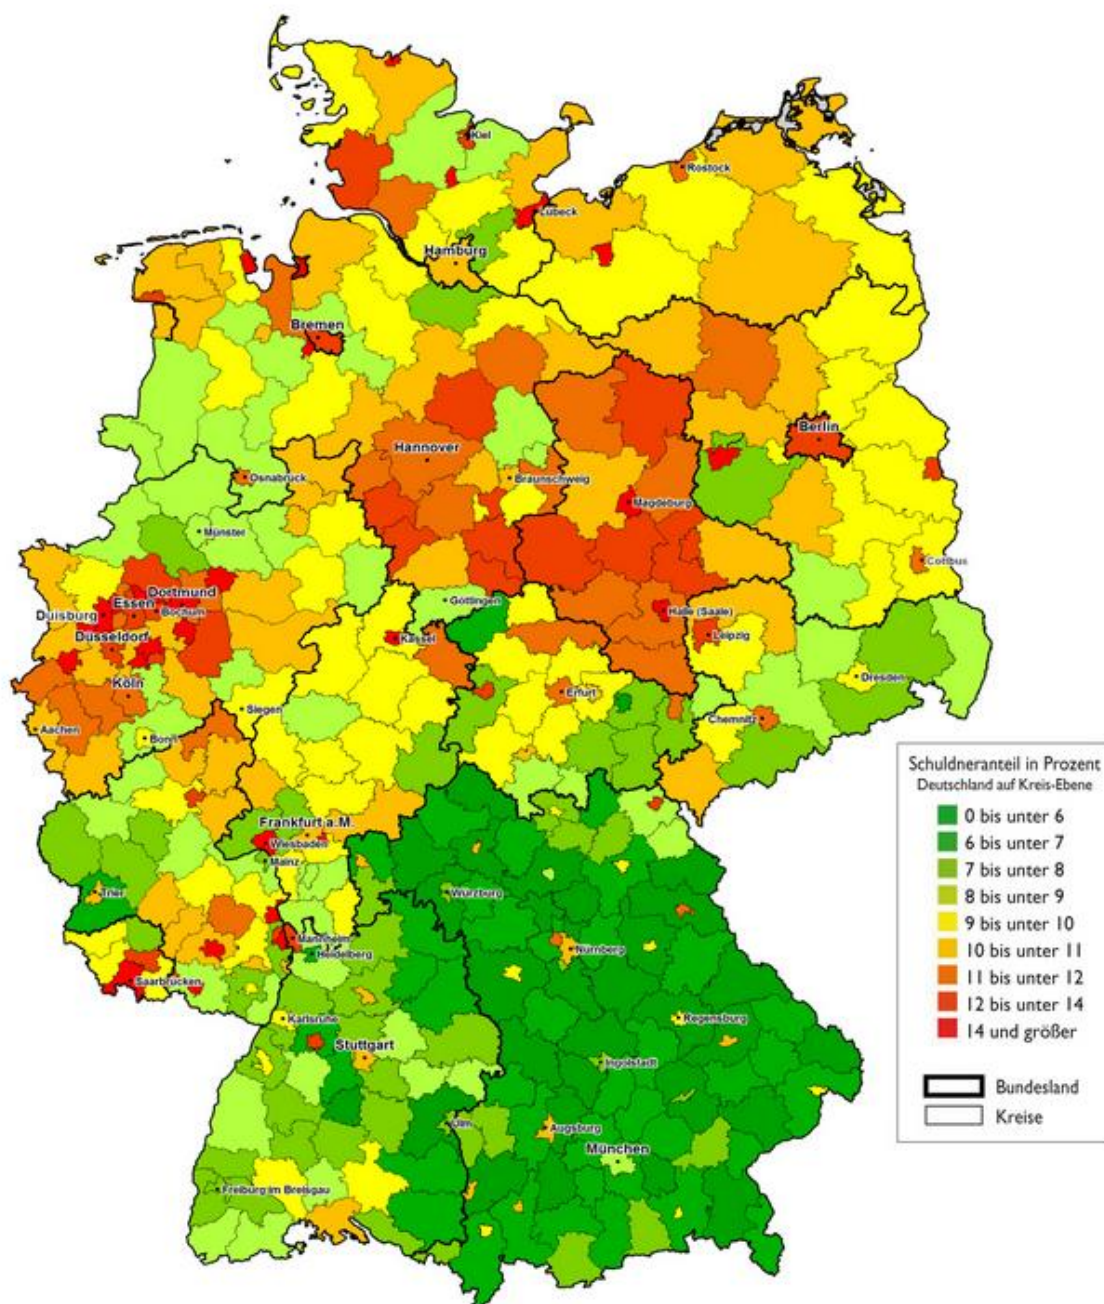 Kiel
Rostock
Lübeck
Hamburg
Bremen
Berlin
Hannover
Osnabrück
Braunschweig
Magdeburg
Münster
Cottbus
Dortmund
Essen
Duisburg
Bochum
Göttingen
Halle (Saale)
Düsseldorf
Kassel
Leipzig
Köln
Dresden
Erfurt
Siegen
Chemnitz
Aachen
Bonn
Schuldneranteil in Prozent
Deutschland auf Kreis-Ebene
0 bis unter 6
6 bis unter 7
7 bis unter 8
8 bis unter 9
9 bis unter 10
10 bis unter 11
11 bis unter 12
12 bis unter 14
14 und größer
Bundesland
Kreise
Frankfurt a.M.
Wiesbaden
Mainz
Trier
Würzburg
Mannheim
Nürnberg
Heidelberg
Saarbrücken
Karlsruhe
Regensburg
Stuttgart
Ingolstadt
Ulm
Augsburg
München
Freiburg im Breisgau